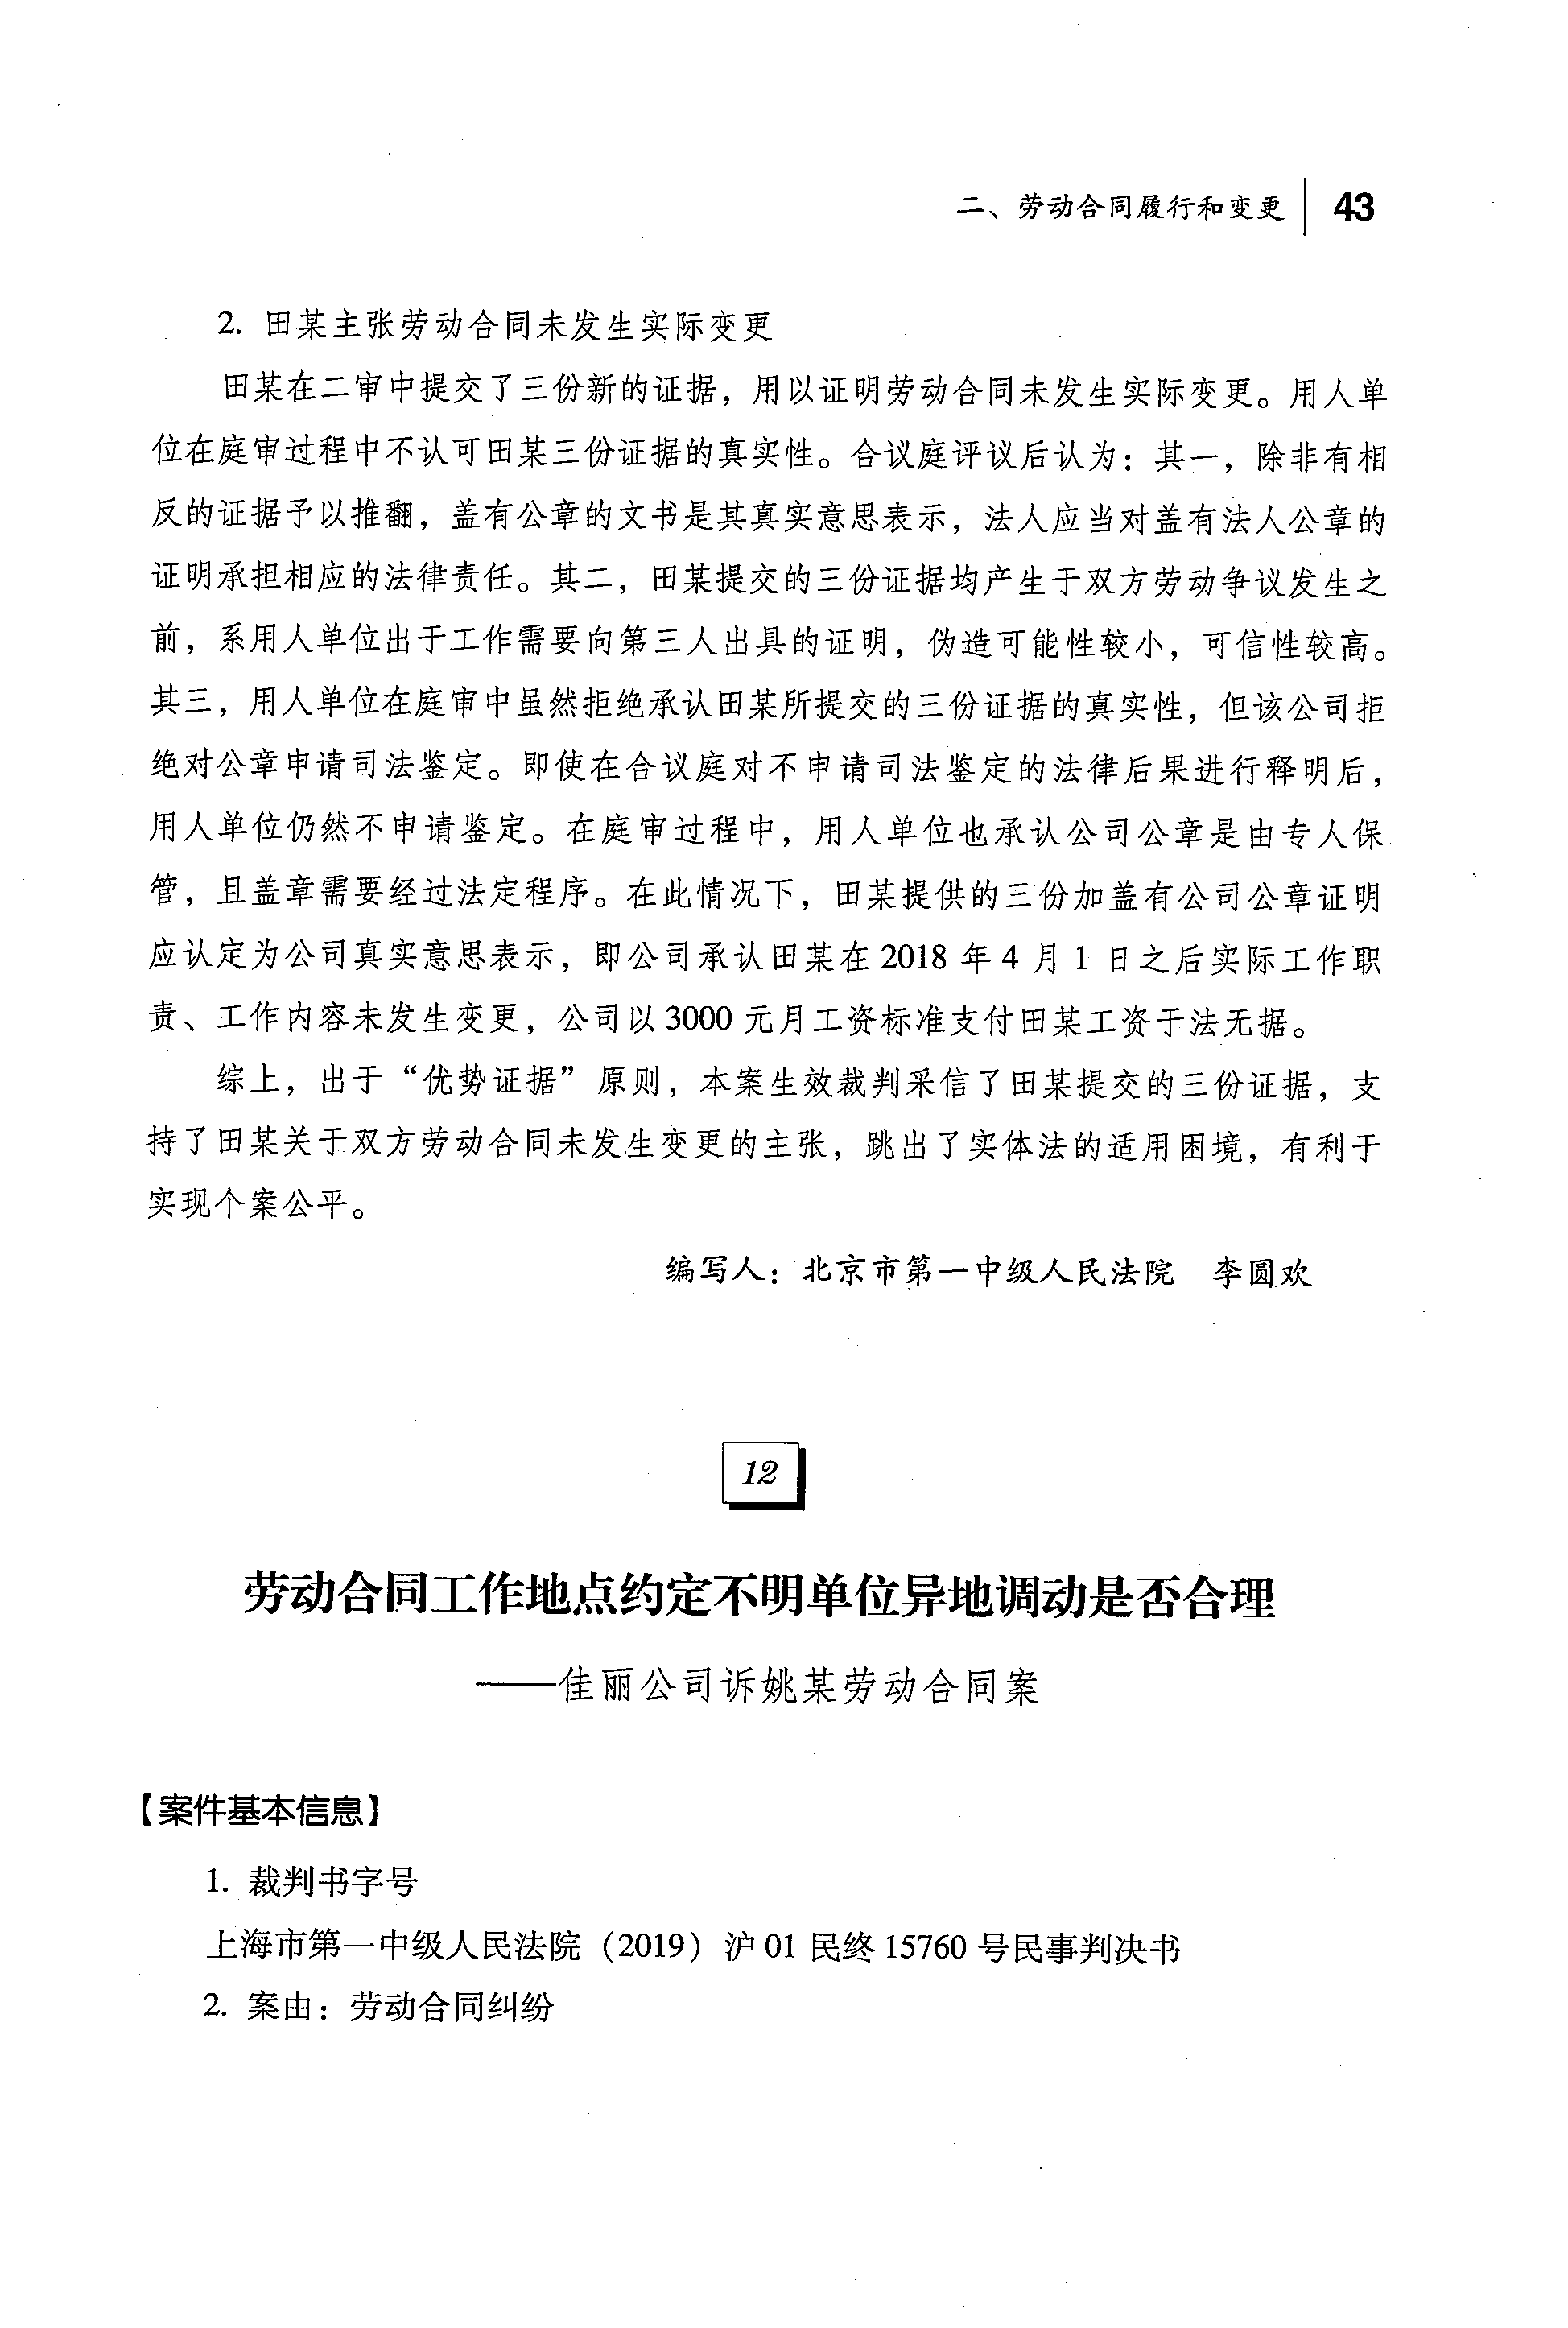 二、劳动合同履行和变更 43
2. 田某主张劳动合同未发生实际变更
田某在二审中提交了三份新的证据，用以证明劳动合同未发生实际变更。用人单
位在庭审过程中不认可田某三份证据的真实性。合议庭评议后认为：其一，除非有相
反的证据予以推翻，盖有公章的文书是其真实意思表示，法人应当对盖有法人公章的
证明承担相应的法律责任。其二，田某提交的三份证据均产生于双方劳动争议发生之
前，系用人单位出于工作需要向第三人出具的证明，伪造可能性较小，可信性较高。
其三，用人单位在庭审中虽然拒绝承认田某所提交的三份证据的真实性，但该公司拒
绝对公章申请司法鉴定。即使在合议庭对不申请司法鉴定的法律后果进行释明后，
用人单位仍然不申请鉴定。在庭审过程中，用人单位也承认公司公章是由专人保
管，且盖章需要经过法定程序。在此情况下，田某提供的三份加盖有公司公章证明
应认定为公司真实意思表示，即公司承认田某在 2018 年 4 月 1 日之后实际工作职
责、工作内容未发生变更，公司以 3000 元月工资标准支付田某工资于法无据。
综上，出于“优势证据”原则，本案生效裁判采信了田某提交的三份证据，支
持了田某关于双方劳动合同未发生变更的主张，跳出了实体法的适用困境，有利于
实现个案公平。
编写人：北京市第一中级人民法院 李圆欢
12
劳动合同工作地点约定不明单位异地调动是否合理
——佳丽公司诉姚某劳动合同案
【案件基本信息】
1. 裁判书字号
上海市第一中级人民法院（2019）沪 01 民终 15760 号民事判决书
2. 案由：劳动合同纠纷